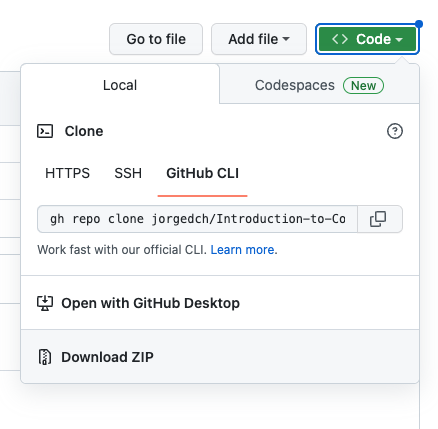 Go to file
Add file
Code
Local
Codespaces New
Clone
HTTPS SSH GitHub CLI
gh repo clone jorgedch/Introduction-to-Co
Work fast with our official CLI. Learn more.
Open with GitHub Desktop
Download ZIP